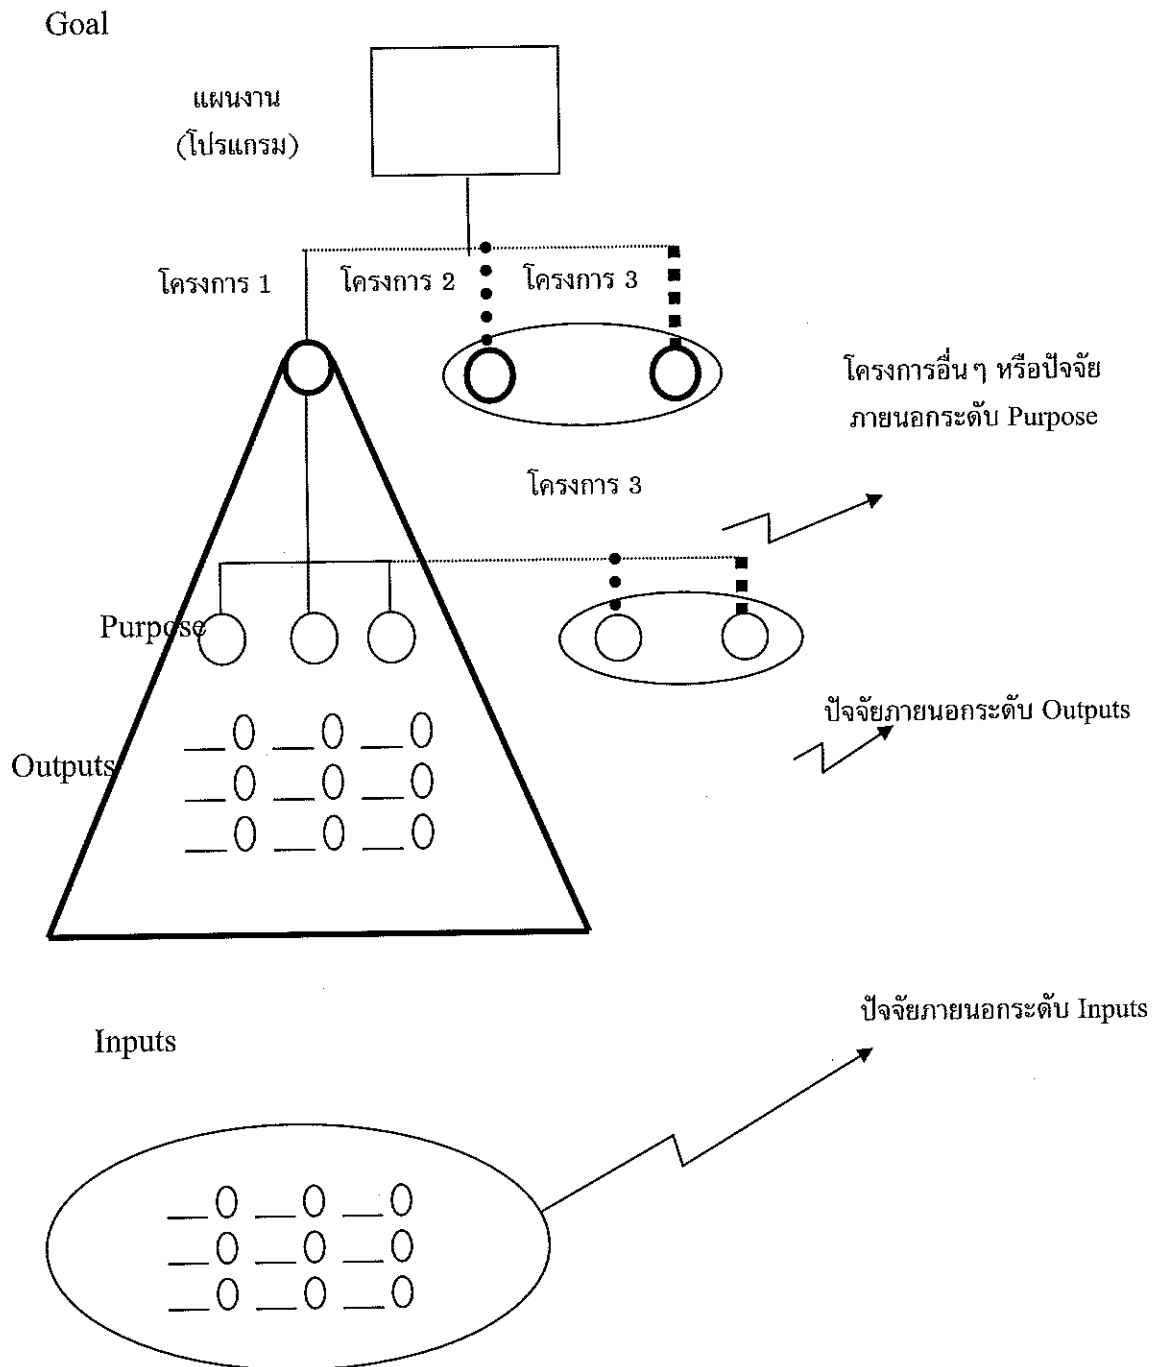 Goal
แผนงาน
(โปรแกรม)
โครงการ 1
โครงการ 2
โครงการ 3
โครงการอื่นๆ หรือปัจจัย
ภายนอกระดับ Purpose
โครงการ 3
Purpose
ปัจจัยภายนอกระดับ Outputs
Outputs
ปัจจัยภายนอกระดับ Inputs
Inputs